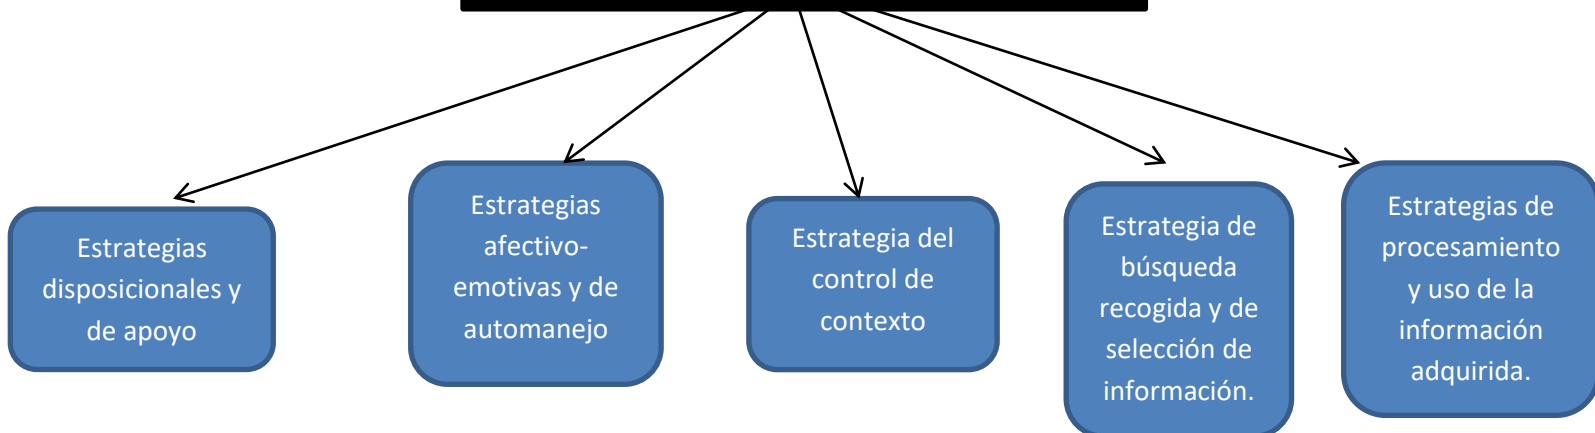 Estrategias
disposicionales y
de apoyo
Estrategias
afectivo-
emotivas y de
automanejo
Estrategia del
control de
contexto
Estrategia de
búsqueda
recogida y de
selección de
información.
Estrategias de
procesamiento
y uso de la
información
adquirida.